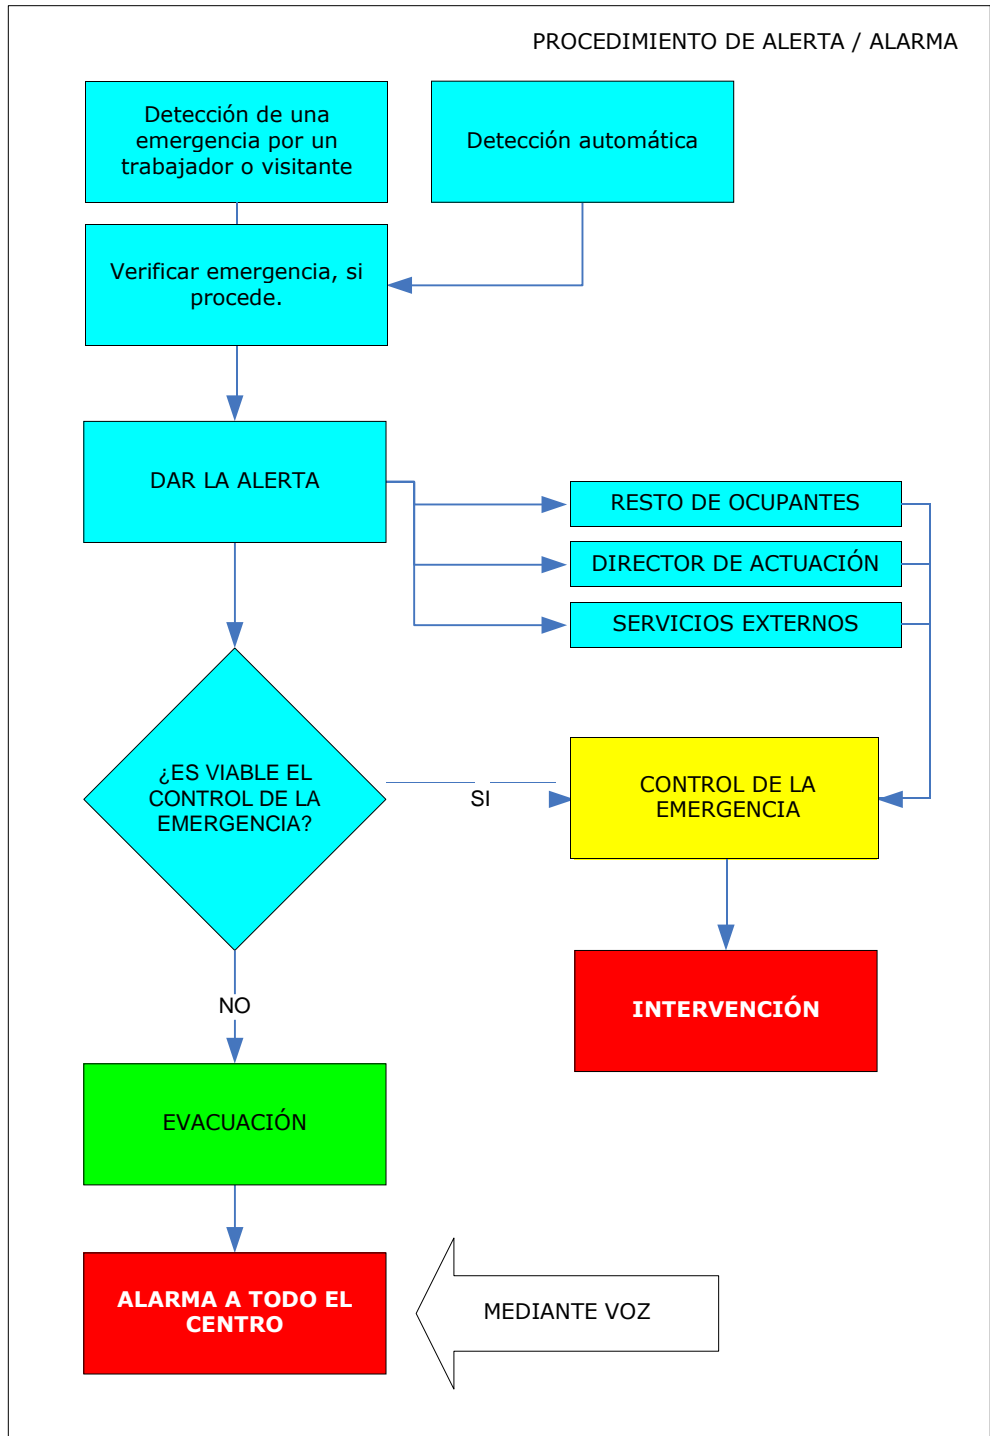 PROCEDIMIENTO DE ALERTA / ALARMA
Detección de una
emergencia por un
trabajador o visitante
Detección automática
Verificar emergencia, si
procede.
DAR LA ALERTA
RESTO DE OCUPANTES
DIRECTOR DE ACTUACIÓN
SERVICIOS EXTERNOS
¿ES VIABLE EL
CONTROL DE LA
EMERGENCIA?
SI
CONTROL DE LA
EMERGENCIA
INTERVENCIÓN
NO
EVACUACIÓN
ALARMA A TODO EL
CENTRO
MEDIANTE VOZ